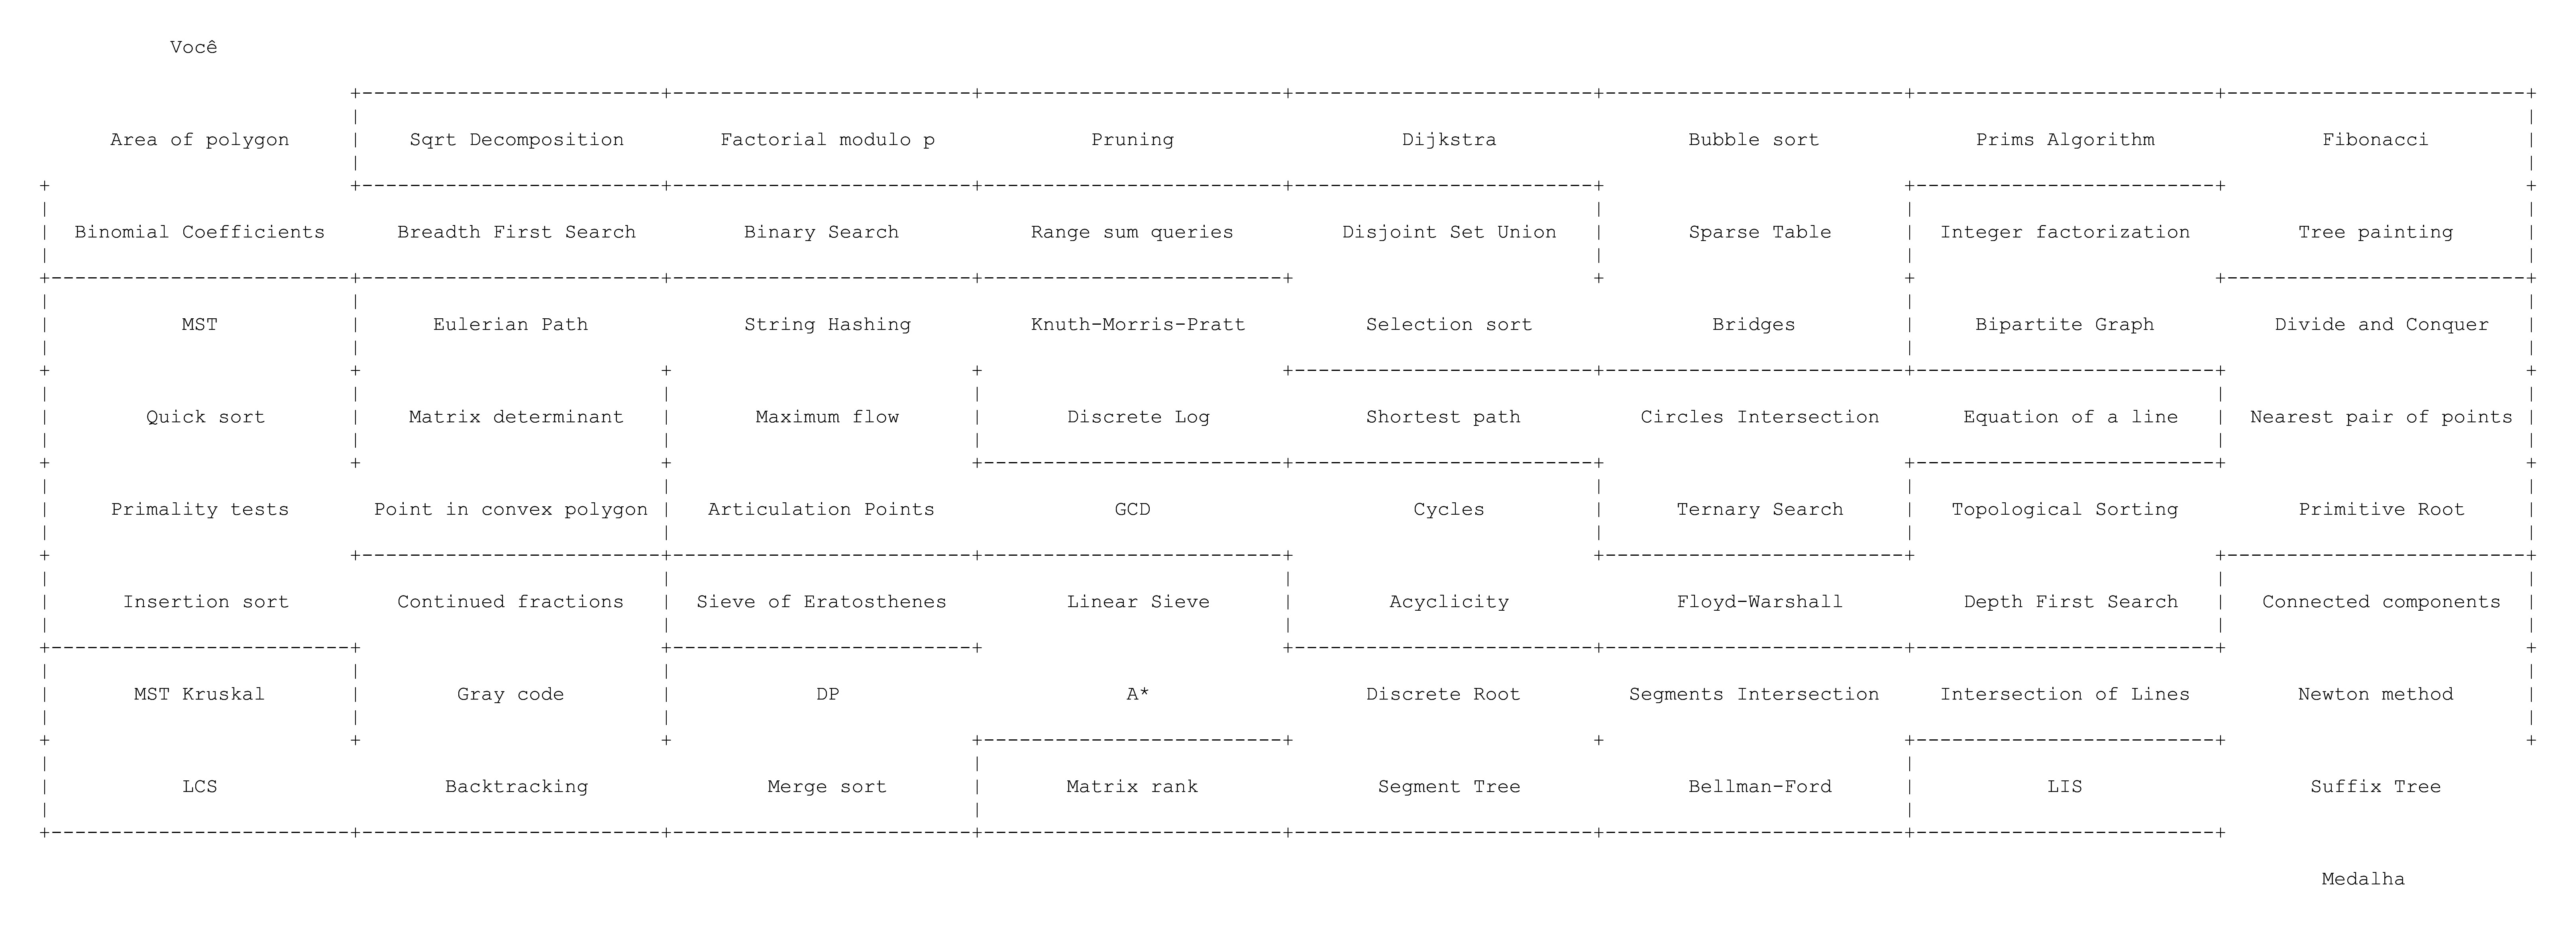 Você
Area of polygon Sqrt Decomposition Factorial modulo p Pruning Dijkstra Bubble sort Prims Algorithm Fibonacci
Binomial Coefficients Breadth First Search Binary Search Range sum queries Disjoint Set Union Sparse Table Integer factorization Tree painting
MST Eulerian Path String Hashing Knuth-Morris-Pratt Selection sort Bridges Bipartite Graph Divide and Conquer
Quick sort Matrix determinant Maximum flow Discrete Log Shortest path Circles Intersection Equation of a line Nearest pair of points
Primality tests Point in convex polygon Articulation Points GCD Cycles Ternary Search Topological Sorting Primitive Root
Insertion sort Continued fractions Sieve of Eratosthenes Linear Sieve Acyclicity Floyd-Warshall Depth First Search Connected components
MST Kruskal Gray code DP A* Discrete Root Segments Intersection Intersection of Lines Newton method
LCS Backtracking Merge sort Matrix rank Segment Tree Bellman-Ford LIS Suffix Tree
Medalha